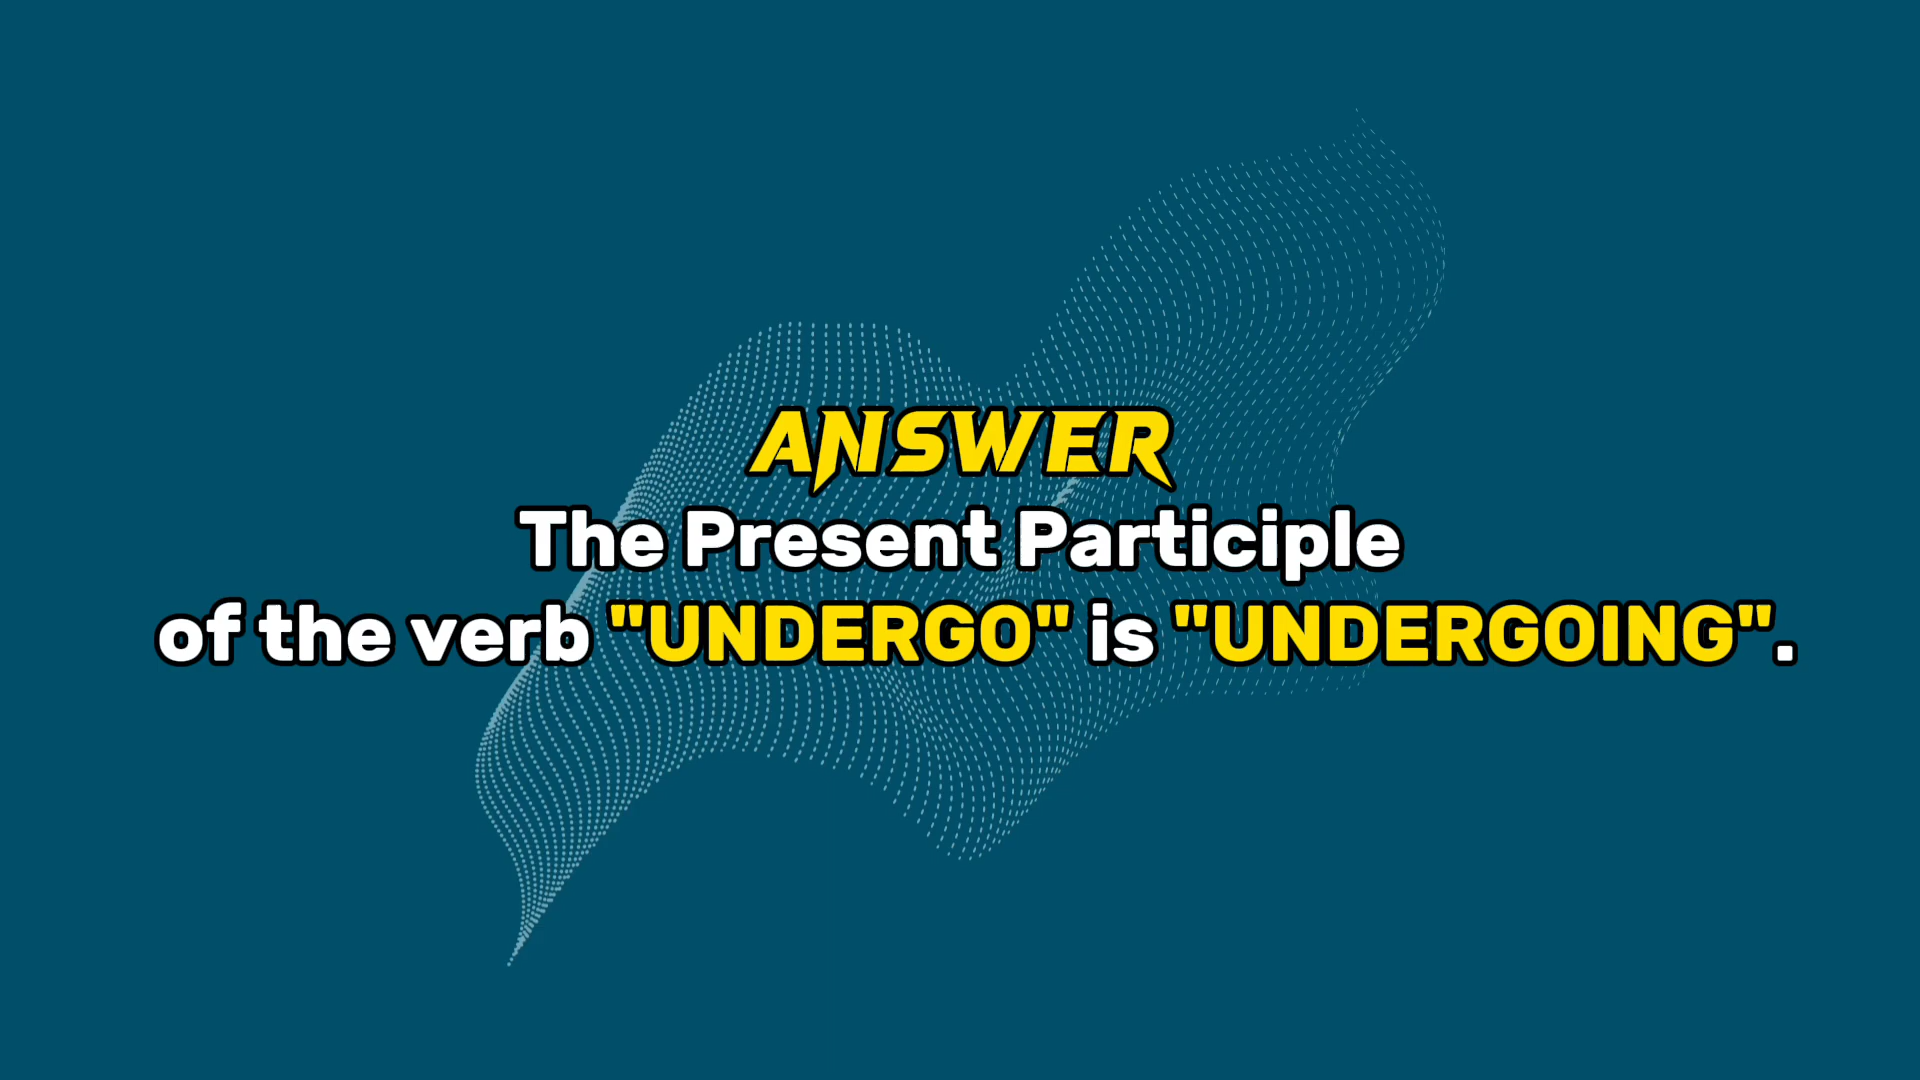 ANSWER
The Present Participle
of the verb "UNDERGO" is "UNDERGOING".